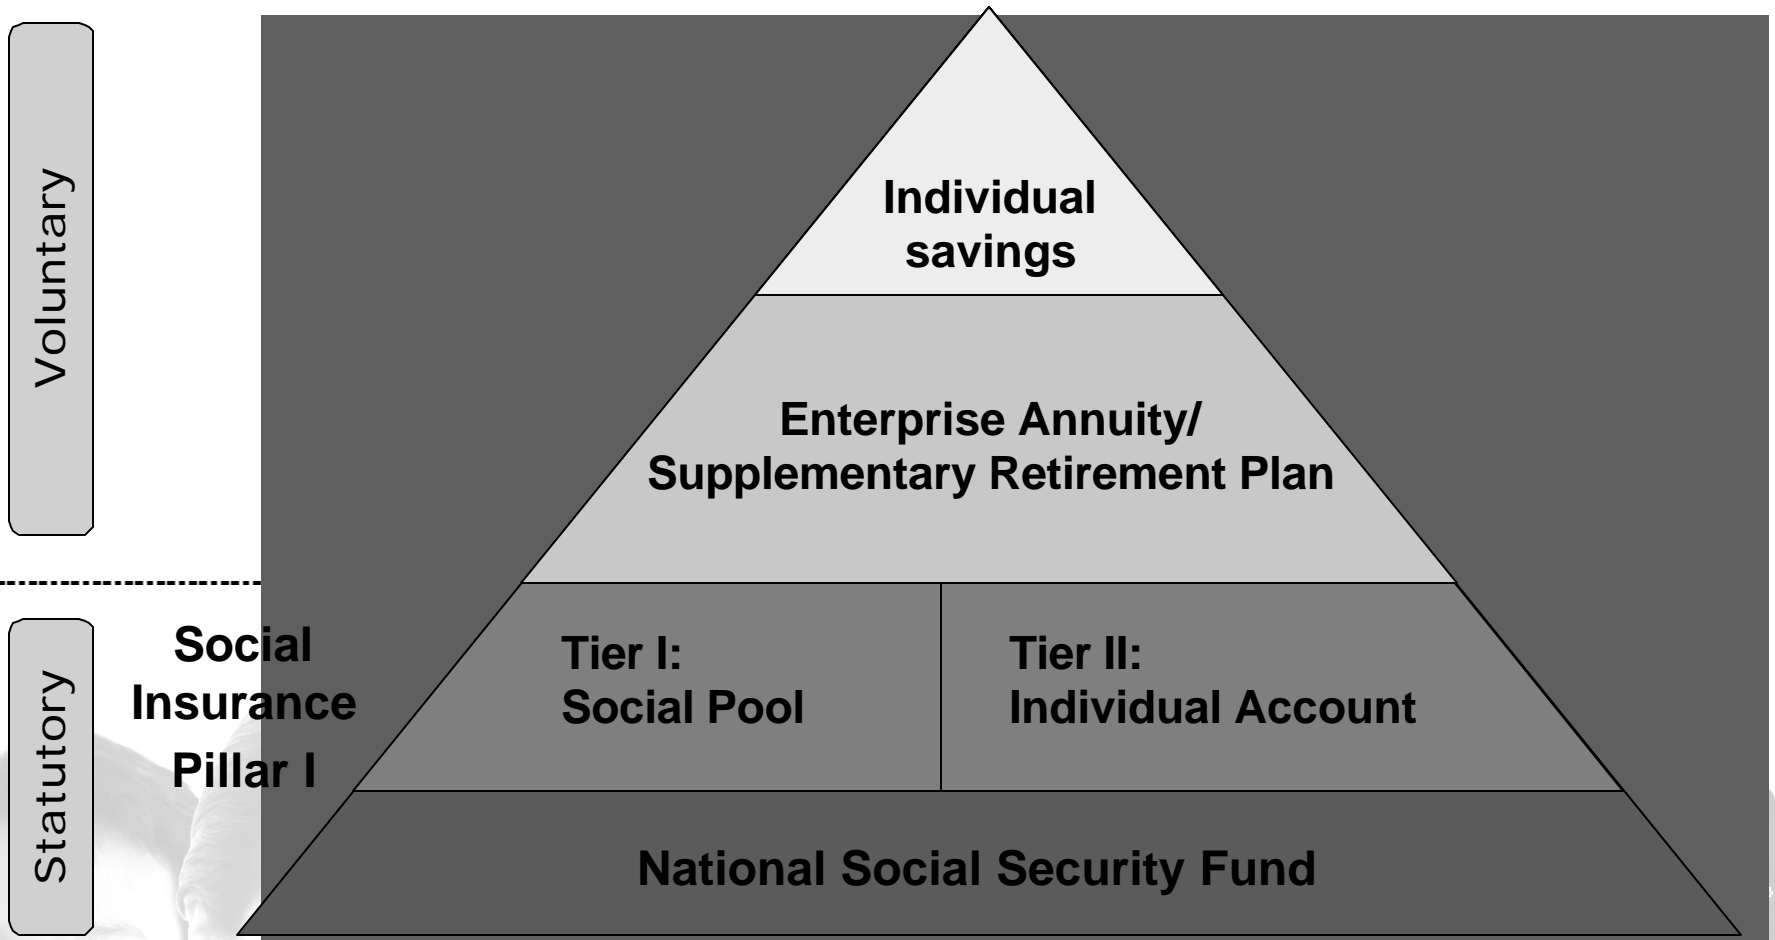 Voluntary
Individual
savings
Enterprise Annuity/
Supplementary Retirement Plan
Statutory
Social
Insurance
Pillar I
Tier I:
Social Pool
Tier II:
Individual Account
National Social Security Fund